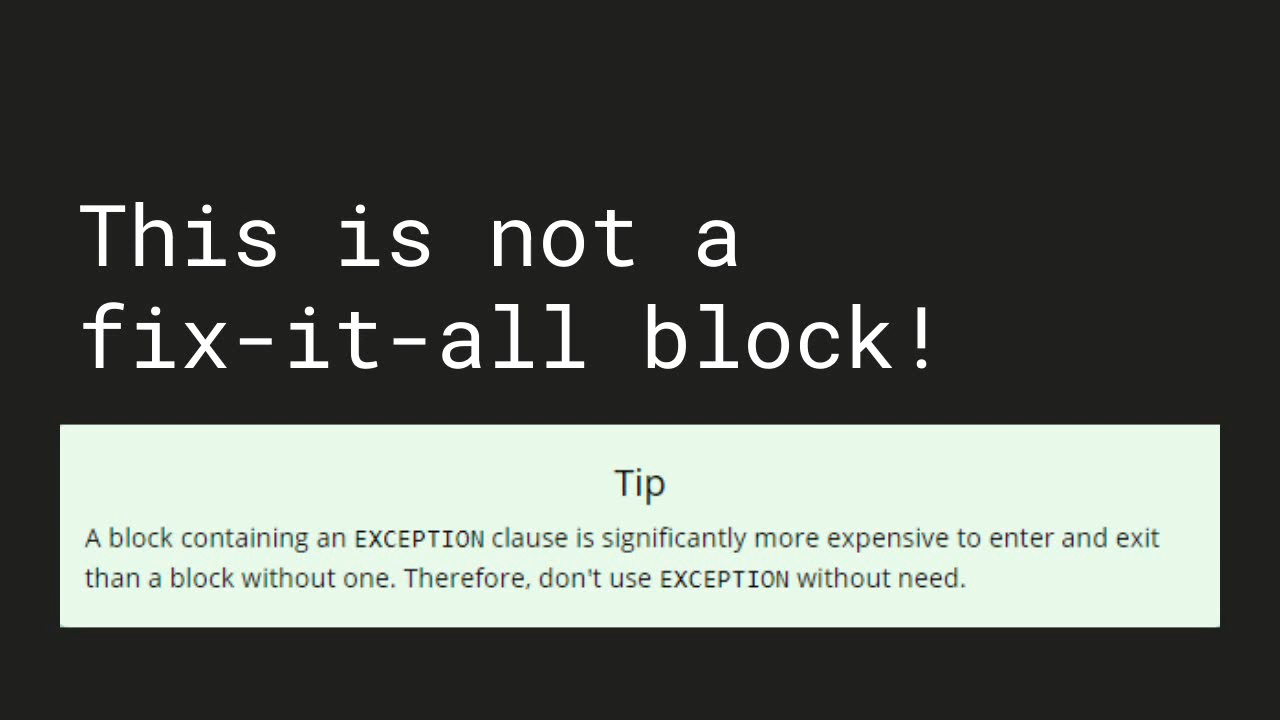 This is not a
fix-it-all block!
Tip
A block containing an EXCEPTION clause is significantly more expensive to enter and exit
than a block without one. Therefore, don't use EXCEPTION without need.